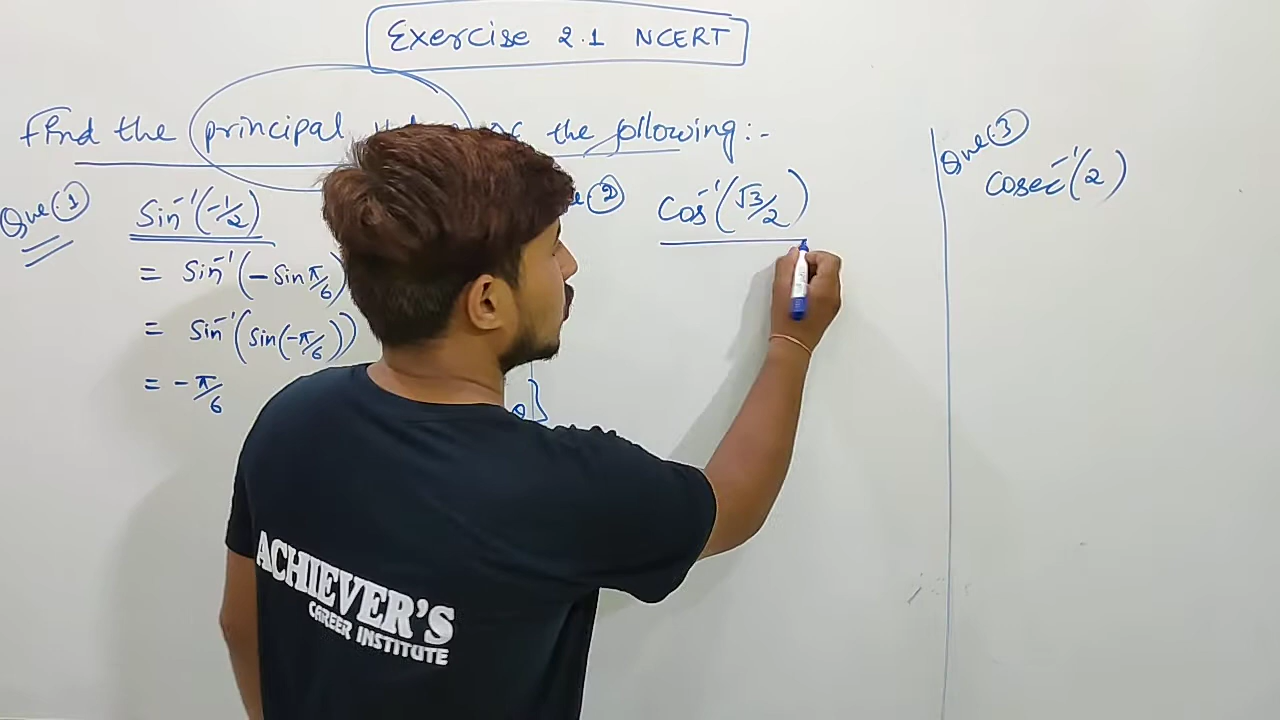 Exercise 2.1 NCERT
Find the principal the following:-
Que ①
Sin⁻¹(-1/2)
= Sin⁻¹(-Sin π/6)
= Sin⁻¹(Sin(-π/6))
= -π/6
②
Cos⁻¹(√3/2)
Que ③
Cosec⁻¹(2)
ACHIEVER'S
CAREER INSTITUTE